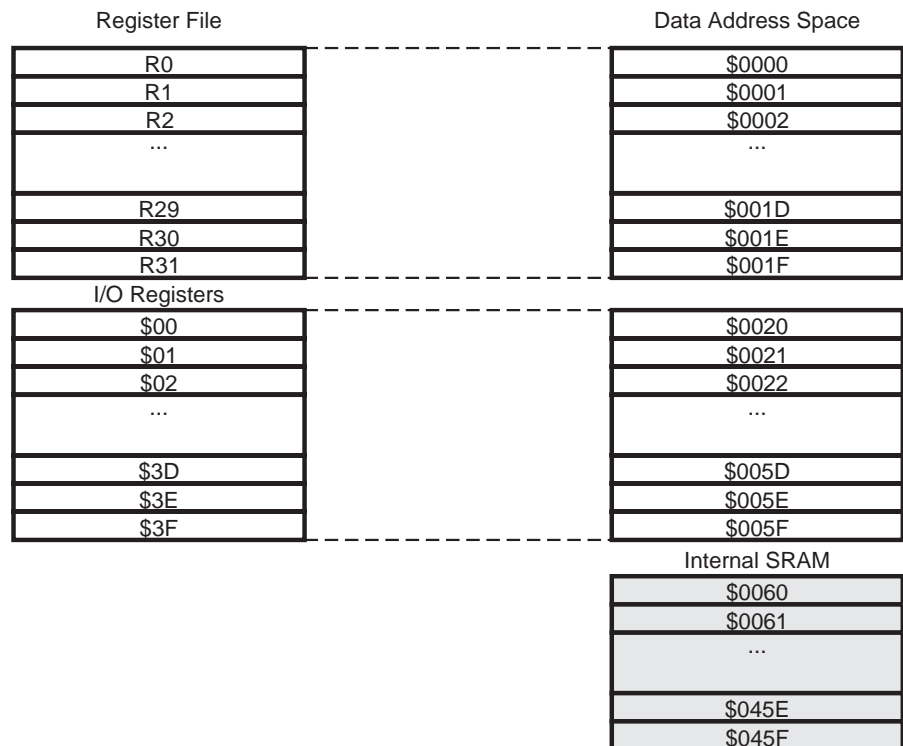 Register File Data Address Space
R0 $0000
R1 $0001
R2 $0002
... ...
R29 $001D
R30 $001E
R31 $001F
I/O Registers
$00 $0020
$01 $0021
$02 $0022
... ...
$3D $005D
$3E $005E
$3F $005F
Internal SRAM
$0060
$0061
...
$045E
$045F